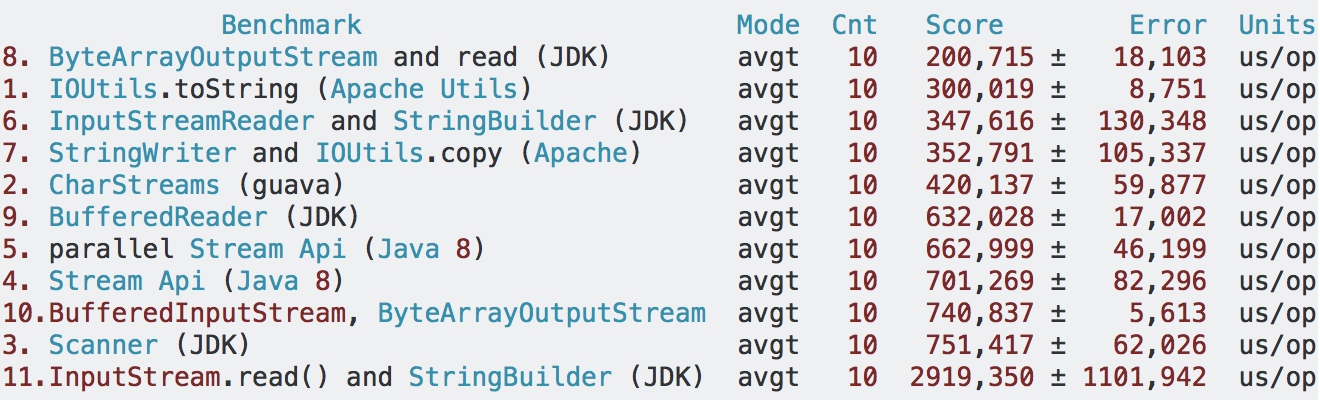 Benchmark Mode Cnt Score Error Units
8. ByteArrayOutputStream and read (JDK) avgt 10 200,715 ± 18,103 us/op
1. IOUtils.toString (Apache Utils) avgt 10 300,019 ± 8,751 us/op
6. InputStreamReader and StringBuilder (JDK) avgt 10 347,616 ± 130,348 us/op
7. StringWriter and IOUtils.copy (Apache) avgt 10 352,791 ± 105,337 us/op
2. CharStreams (guava) avgt 10 420,137 ± 59,877 us/op
9. BufferedReader (JDK) avgt 10 632,028 ± 17,002 us/op
5. parallel Stream Api (Java 8) avgt 10 662,999 ± 46,199 us/op
4. Stream Api (Java 8) avgt 10 701,269 ± 82,296 us/op
10.BufferedInputStream, ByteArrayOutputStream avgt 10 740,837 ± 5,613 us/op
3. Scanner (JDK) avgt 10 751,417 ± 62,026 us/op
11.InputStream.read() and StringBuilder (JDK) avgt 10 2919,350 ± 1101,942 us/op